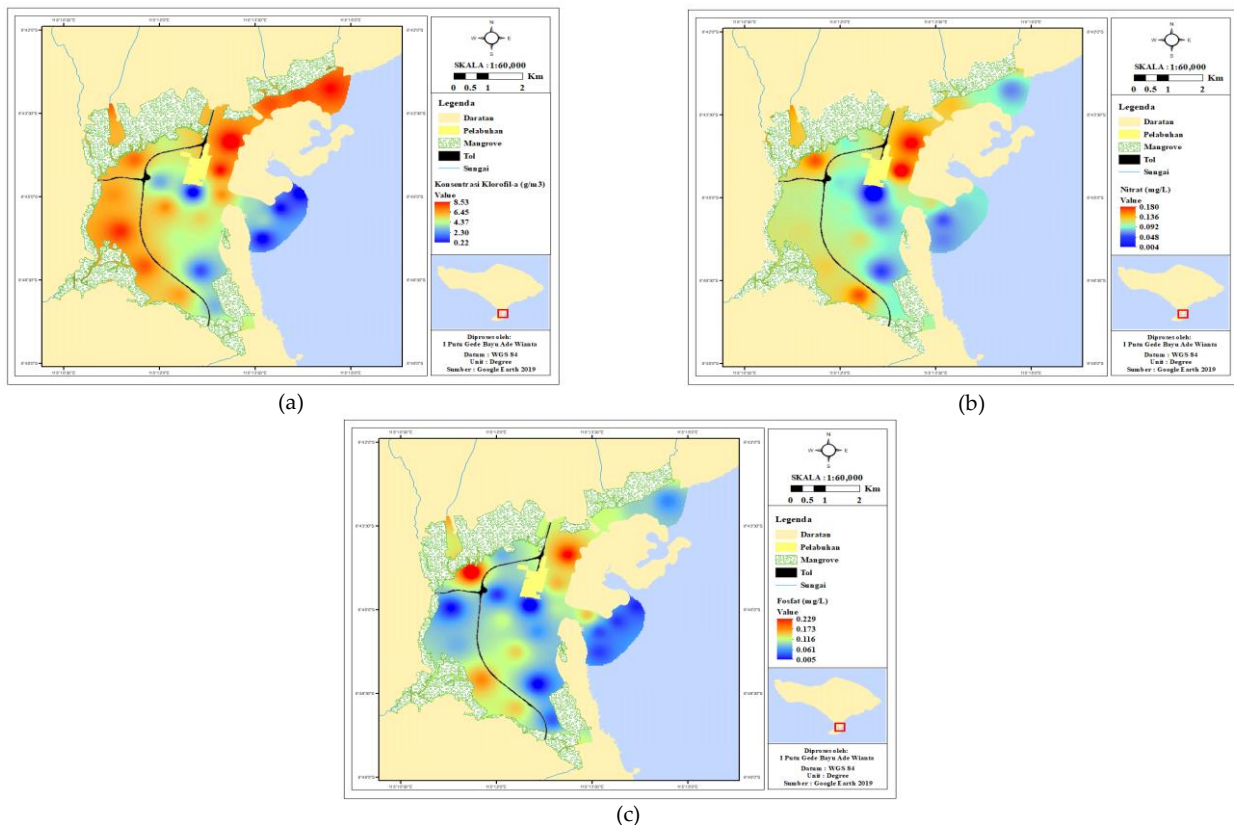 N
W E
S
SKALA : 1:60,000
0 0.5 1 2 Km
Legenda
Daratan
Pelabuhan
Mangrove
Tol
Sungai
Konsentrasi Klorofil-a (g/m3)
Value
8.53
6.45
4.37
2.30
0.22
Diproses oleh:
I Putu Gede Bayu Ade Wianta
Datum : WGS 84
Unit : Degree
Sumber : Google Earth 2019
(a)
N
W E
S
SKALA : 1:60,000
0 0.5 1 2 Km
Legenda
Daratan
Pelabuhan
Mangrove
Tol
Sungai
Nitrat (mg/L)
Value
0.180
0.136
0.092
0.048
0.004
Diproses oleh:
I Putu Gede Bayu Ade Wianta
Datum : WGS 84
Unit : Degree
Sumber : Google Earth 2019
(b)
N
W E
S
SKALA : 1:60,000
0 0.5 1 2 Km
Legenda
Daratan
Pelabuhan
Mangrove
Tol
Sungai
Fosfat (mg/L)
Value
0.229
0.173
0.116
0.061
0.005
Diproses oleh:
I Putu Gede Bayu Ade Wianta
Datum : WGS 84
Unit : Degree
Sumber : Google Earth 2019
(c)